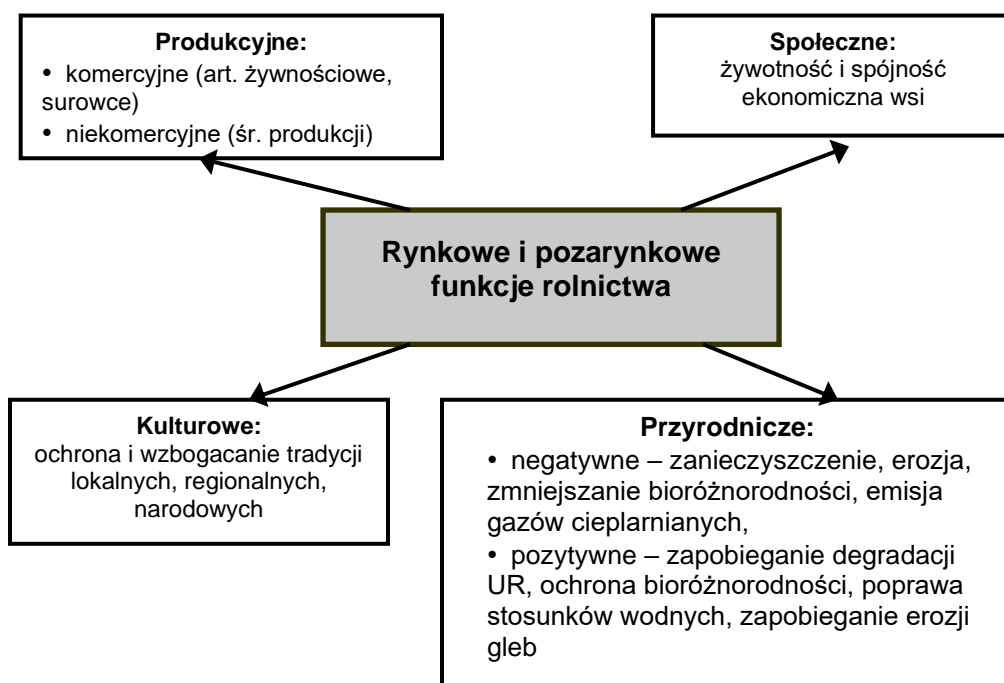 Produkcyjne:
• komercyjne (art. żywnościowe,
surowce)
• niekomercyjne (śr. produkcji)
Społeczne:
żywotność i spójność
ekonomiczna wsi
Rynkowe i pozarynkowe
funkcje rolnictwa
Kulturowe:
ochrona i wzbogacanie tradycji
lokalnych, regionalnych,
narodowych
Przyrodnicze:
• negatywne – zanieczyszczenie, erozja,
zmniejszanie bioróżnorodności, emisja
gazów cieplarnianych,
• pozytywne – zapobieganie degradacji
UR, ochrona bioróżnorodności, poprawa
stosunków wodnych, zapobieganie erozji
gleb